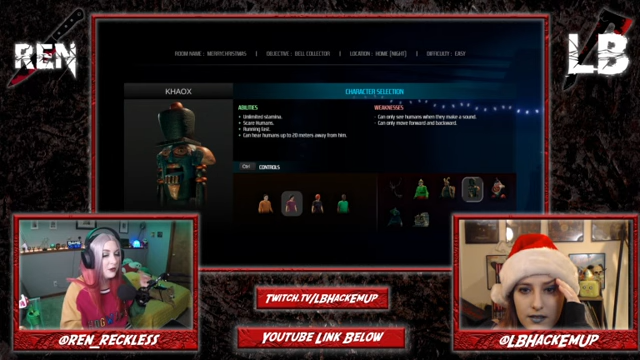 REN
LB
ROOM NAME : MERRYCHRISTMAS | OBJECTIVE : BELL COLLECTOR | LOCATION : HOME [NIGHT] | DIFFICULTY : EASY
KHAOX
CHARACTER SELECTION
ABILITIES
• Unlimited stamina.
• Scare Humans.
• Running fast.
• Can hear humans up to 20 meters away from him.
WEAKNESSES
- Can only see humans when they make a sound.
- Can only move forward and backward.
Ctrl CONTROLS
@REN_RECKLESS
TWITCH.TV/LBHACKEMUP
YOUTUBE LINK BELOW
@LBHACKEMUP